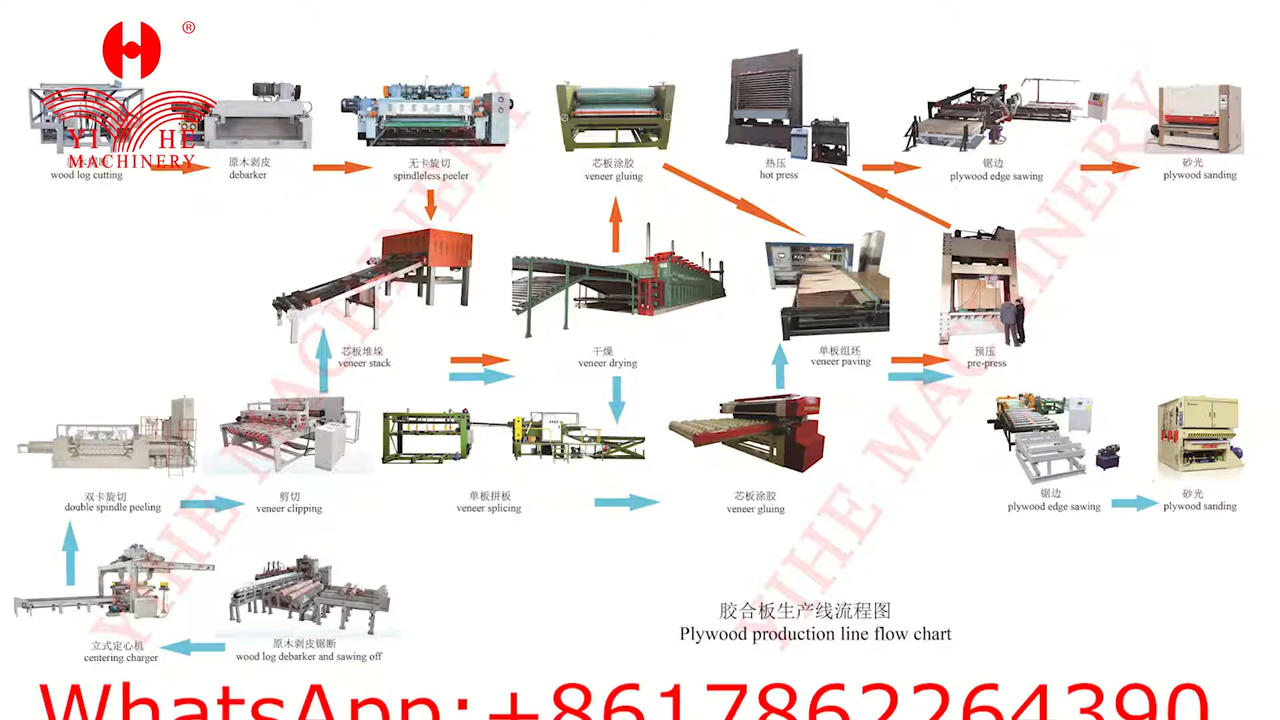 ®
YI HE
MACHINERY
wood log cutting
原木剥皮
debarker
无卡旋切
spindleless peeler
芯板涂胶
veneer gluing
热压
hot press
锯边
plywood edge sawing
砂光
plywood sanding
芯板堆垛
veneer stack
干燥
veneer drying
单板组坯
veneer paving
预压
pre-press
双卡旋切
double spindle peeling
剪切
veneer clipping
单板拼板
veneer splicing
芯板涂胶
veneer gluing
锯边
plywood edge sawing
砂光
plywood sanding
立式定心机
centering charger
原木剥皮锯断
wood log debarker and sawing off
胶合板生产线流程图
Plywood production line flow chart
YIHE MACHINERY
YIHE MACHINERY
WhatsApp:+8617862264390